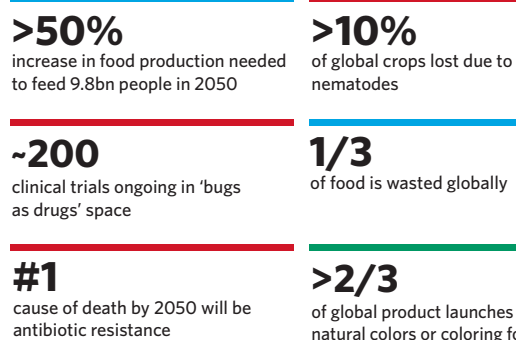 >50%
increase in food production needed
to feed 9.8bn people in 2050
>10%
of global crops lost due to
nematodes
~200
clinical trials ongoing in ‘bugs
as drugs’ space
1/3
of food is wasted globally
#1
cause of death by 2050 will be
antibiotic resistance
>2/3
of global product launches
natural colors or coloring